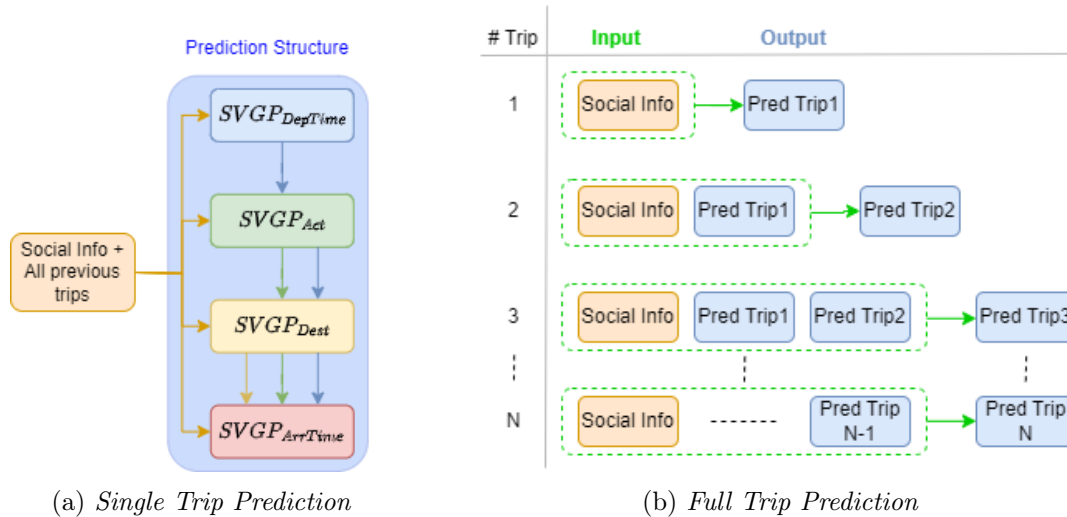 Prediction Structure
SVGP_DepTime
SVGP_Act
SVGP_Dest
SVGP_ArrTime
Social Info +
All previous
trips
(a) Single Trip Prediction
# Trip
Input
Output
1
Social Info
Pred Trip1
2
Social Info
Pred Trip1
Pred Trip2
3
Social Info
Pred Trip1
Pred Trip2
Pred Trip3
N
Social Info
Pred Trip
N-1
Pred Trip
N
(b) Full Trip Prediction